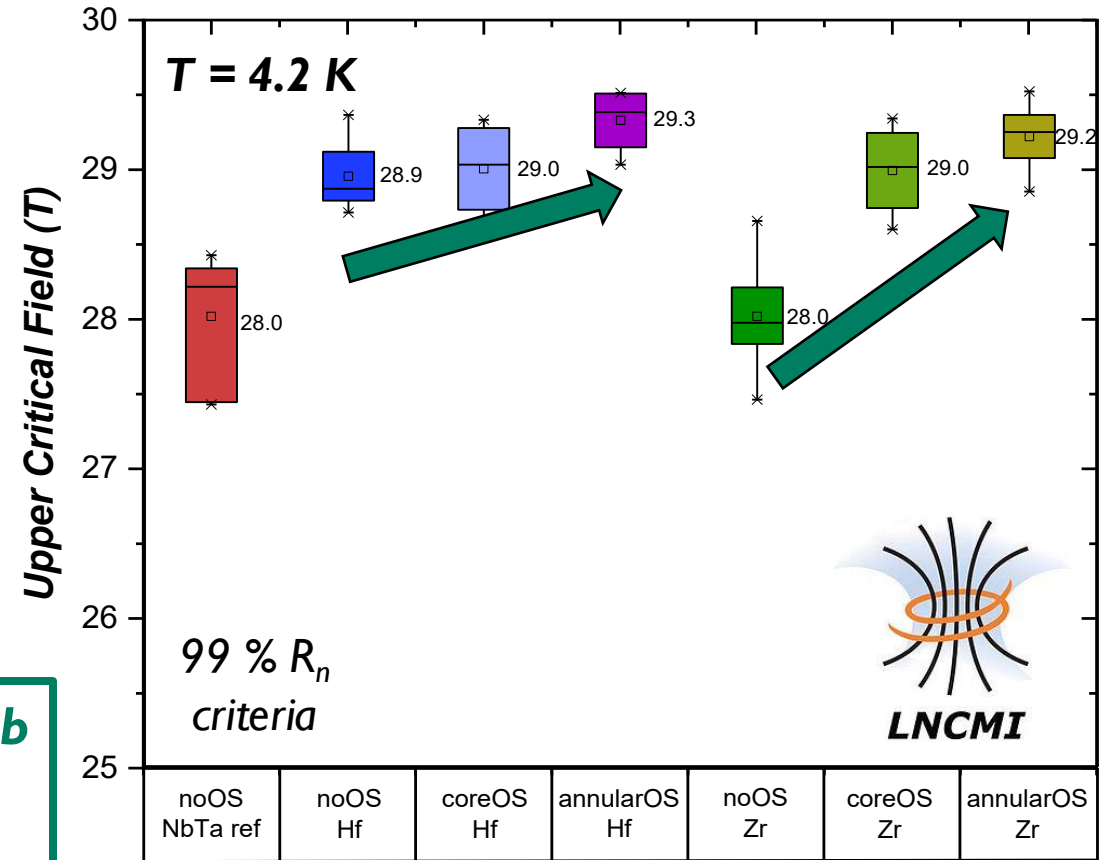 30
29
28
27
26
25
Upper Critical Field (T)
T = 4.2 K
28.0
28.9
29.0
29.3
28.0
29.0
29.2
99 % Rn
criteria
LNCMI
b
noOS
NbTa ref
noOS
Hf
coreOS
Hf
annularOS
Hf
noOS
Zr
coreOS
Zr
annularOS
Zr